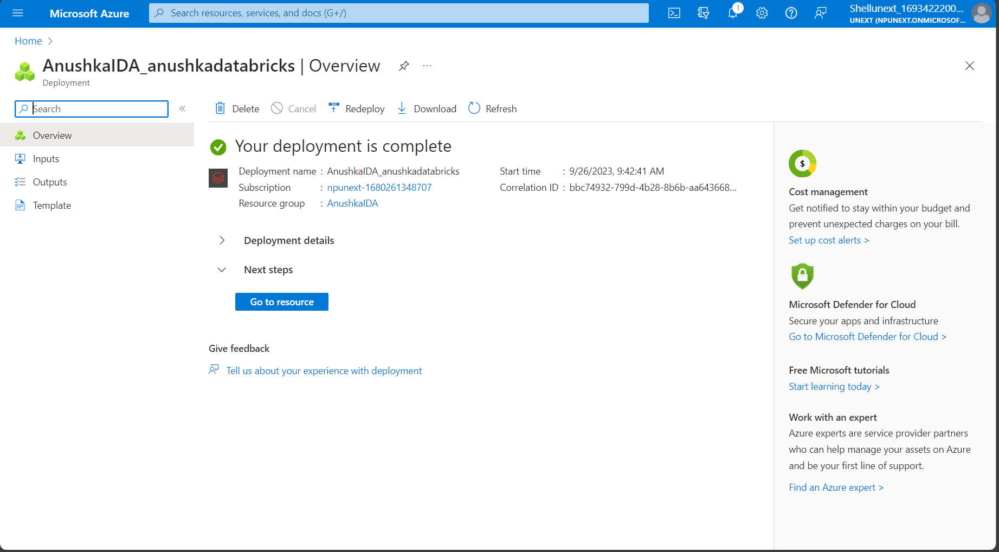 Microsoft Azure
Search resources, services, and docs (G+/)
1
Shellunext_1693422200...
UNEXT (NPUNEXT.ONMICROSOF...
Home
AnushkaIDA_anushkadatabricks | Overview
Deployment
Search
Delete
Cancel
Redeploy
Download
Refresh
Overview
Inputs
Outputs
Template
Your deployment is complete
Deployment name : AnushkaIDA_anushkadatabricks
Subscription : npunext-1680261348707
Resource group : AnushkaIDA
Start time : 9/26/2023, 9:42:41 AM
Correlation ID : bbc74932-799d-4b28-8b6b-aa643668...
Deployment details
Next steps
Go to resource
Give feedback
Tell us about your experience with deployment
$
Cost management
Get notified to stay within your budget and
prevent unexpected charges on your bill.
Set up cost alerts >
Microsoft Defender for Cloud
Secure your apps and infrastructure
Go to Microsoft Defender for Cloud >
Free Microsoft tutorials
Start learning today >
Work with an expert
Azure experts are service provider partners
who can help manage your assets on Azure
and be your first line of support.
Find an Azure expert >